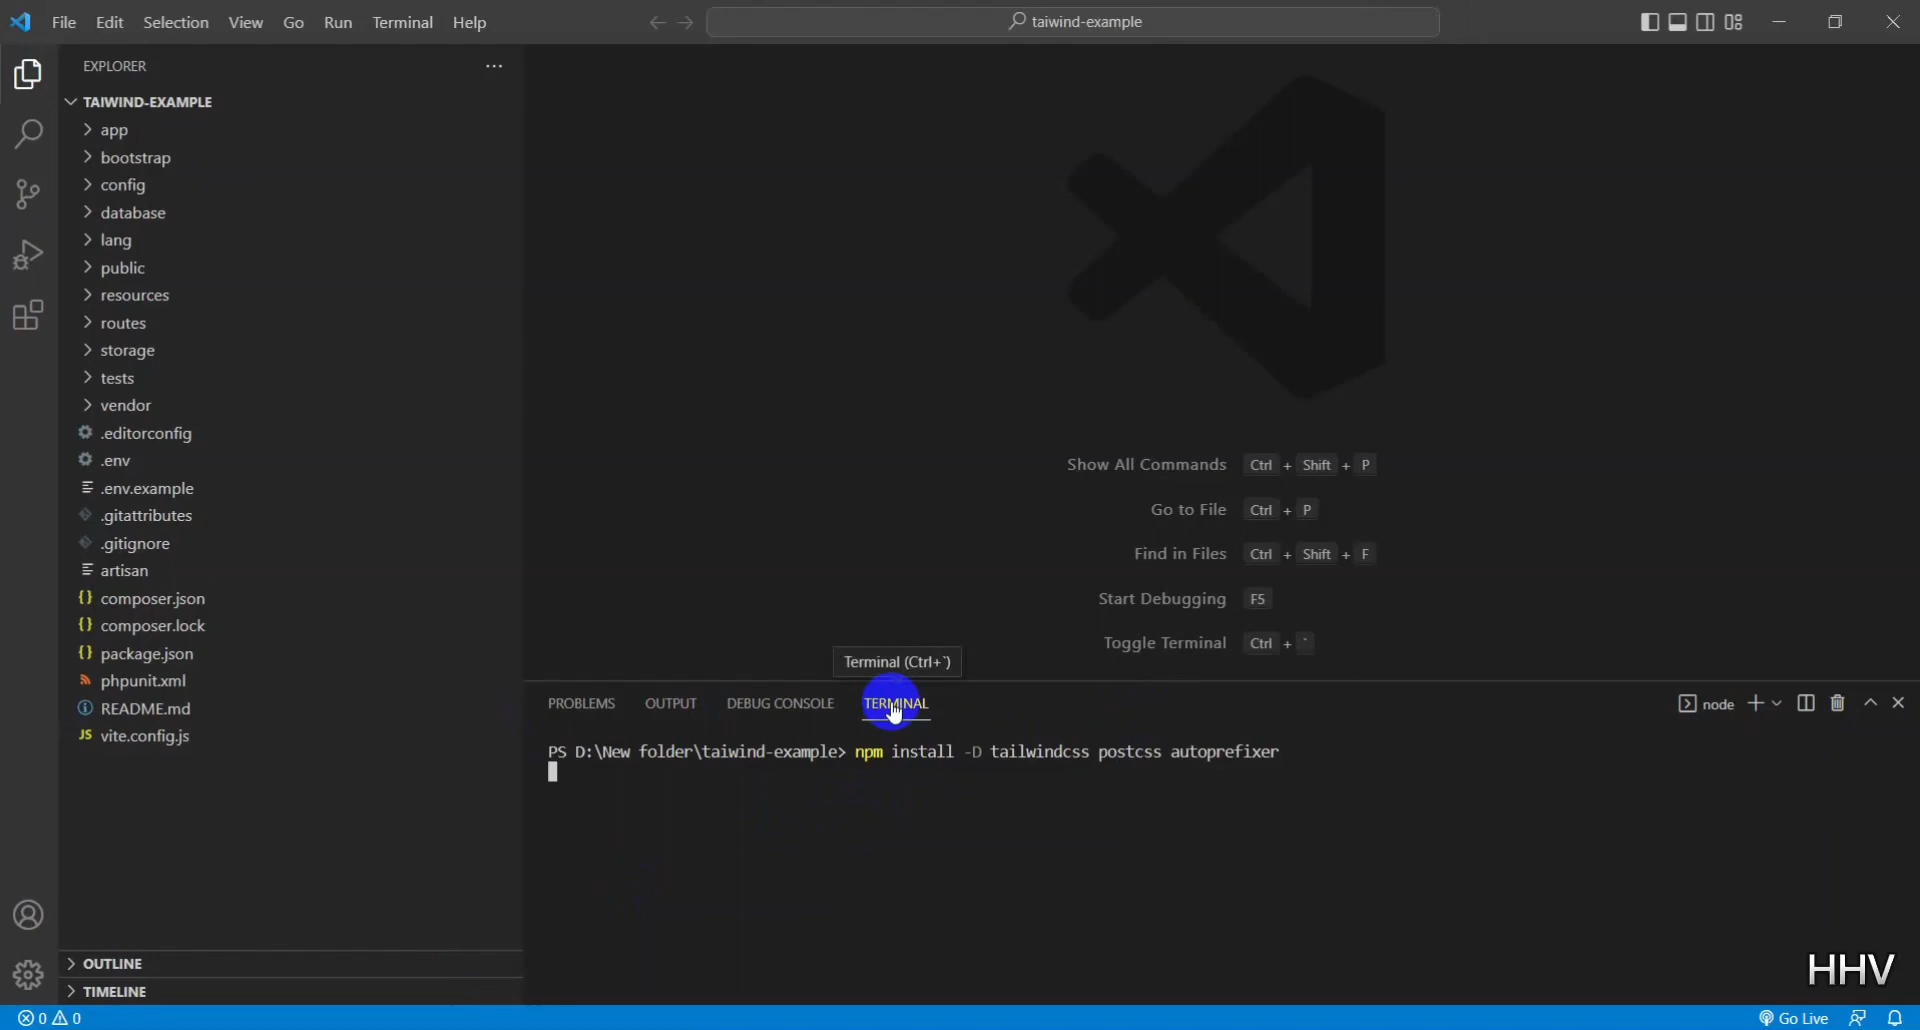 File Edit Selection View Go Run Terminal Help
taiwind-example
EXPLORER
TAIWIND-EXAMPLE
app
bootstrap
config
database
lang
public
resources
routes
storage
tests
vendor
.editorconfig
.env
.env.example
.gitattributes
.gitignore
artisan
composer.json
composer.lock
package.json
phpunit.xml
README.md
vite.config.js
OUTLINE
TIMELINE
Show All Commands Ctrl + Shift + P
Go to File Ctrl + P
Find in Files Ctrl + Shift + F
Start Debugging F5
Toggle Terminal Ctrl + `
Terminal (Ctrl+`)
PROBLEMS OUTPUT DEBUG CONSOLE TERMINAL
node
PS D:\New folder\taiwind-example> npm install -D tailwindcss postcss autoprefixer
HHV
0 0
Go Live